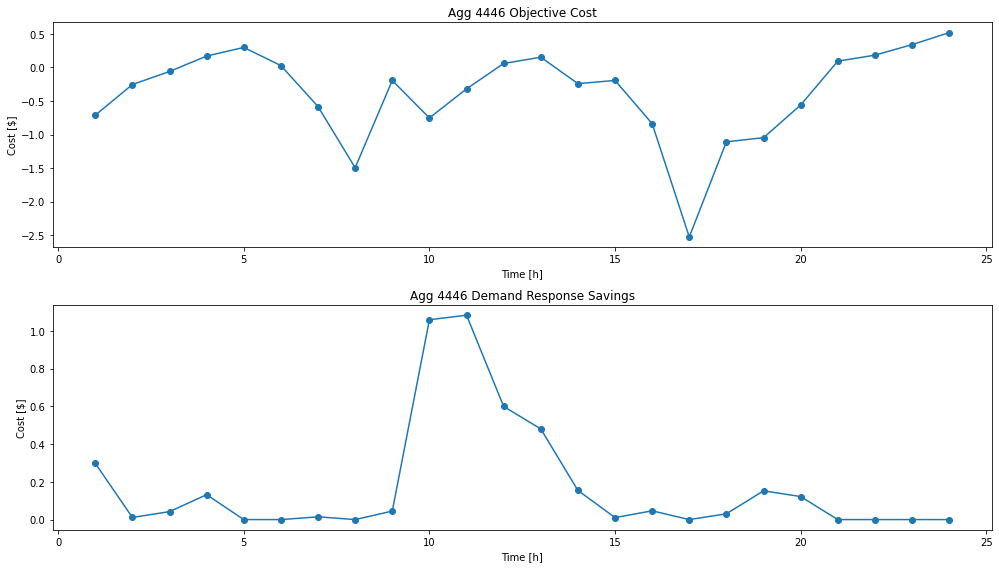 Agg 4446 Objective Cost
Cost [$]
0.5
0.0
−0.5
−1.0
−1.5
−2.0
−2.5
0 5 10 15 20 25
Time [h]
Agg 4446 Demand Response Savings
Cost [$]
1.0
0.8
0.6
0.4
0.2
0.0
0 5 10 15 20 25
Time [h]